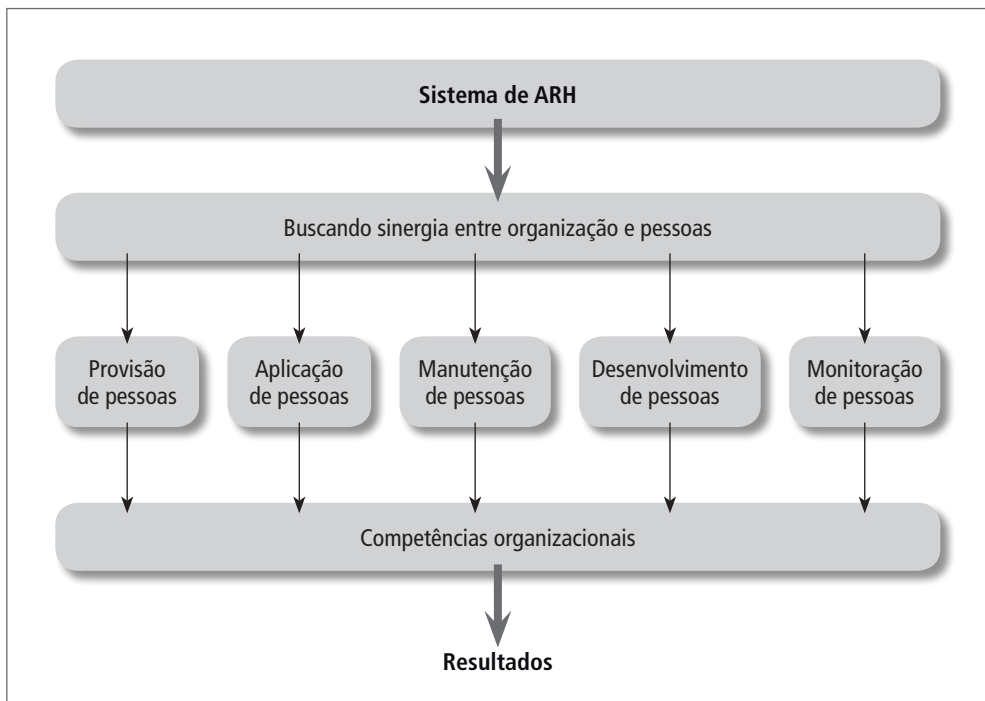 Sistema de ARH
Buscando sinergia entre organização e pessoas
Provisão
de pessoas
Aplicação
de pessoas
Manutenção
de pessoas
Desenvolvimento
de pessoas
Monitoração
de pessoas
Competências organizacionais
Resultados